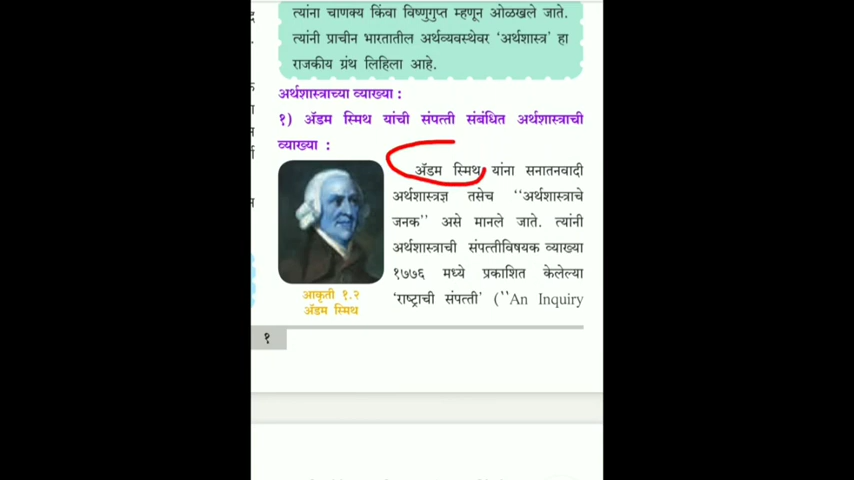 त्यांना चाणक्य किंवा विष्णुगुप्त म्हणून ओळखले जाते.
त्यांनी प्राचीन भारतातील अर्थव्यवस्थेवर ‘अर्थशास्त्र’ हा
राजकीय ग्रंथ लिहिला आहे.
अर्थशास्त्राच्या व्याख्या :
१) ॲडम स्मिथ यांची संपत्ती संबंधित अर्थशास्त्राची
व्याख्या :
ॲडम स्मिथ यांना सनातनवादी
अर्थशास्त्रज्ञ तसेच ‘‘अर्थशास्त्राचे
जनक’’ असे मानले जाते. त्यांनी
अर्थशास्त्राची संपत्तीविषयक व्याख्या
१७७६ मध्ये प्रकाशित केलेल्या
‘राष्ट्राची संपत्ती’ (‘‘An Inquiry
आकृती १.२
ॲडम स्मिथ
१